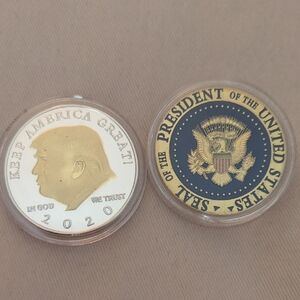 KEEP AMERICA GREAT!
IN GOD WE TRUST
2020
SEAL OF THE PRESIDENT OF THE UNITED STATES